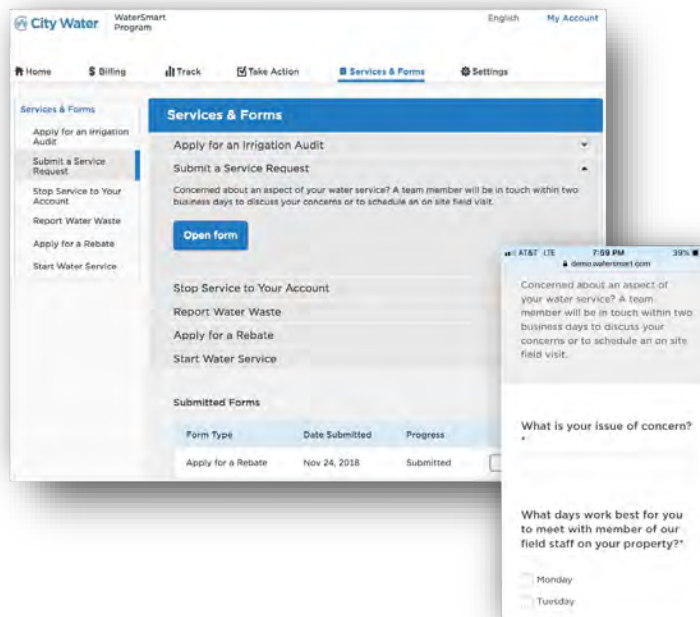 City Water
WaterSmart
Program
English
My Account
Home
$ Billing
Track
Take Action
Services & Forms
Settings
Services & Forms
Apply for an Irrigation
Audit
Submit a Service
Request
Stop Service to Your
Account
Report Water Waste
Apply for a Rebate
Start Water Service
Services & Forms
Apply for an Irrigation Audit
Submit a Service Request
Concerned about an aspect of your water service? A team member will be in touch within two
business days to discuss your concerns or to schedule an on site field visit.
Open form
Stop Service to Your Account
Report Water Waste
Apply for a Rebate
Start Water Service
Submitted Forms
Form Type
Date Submitted
Progress
Apply for a Rebate
Nov 24, 2018
Submitted
AT&T LTE
7:59 PM
39%
demo.watersmart.com
Concerned about an aspect of
your water service? A team
member will be in touch within two
business days to discuss your
concerns or to schedule an on site
field visit.
What is your issue of concern?
*
What days work best for you
to meet with member of our
field staff on your property?*
Monday
Tuesday